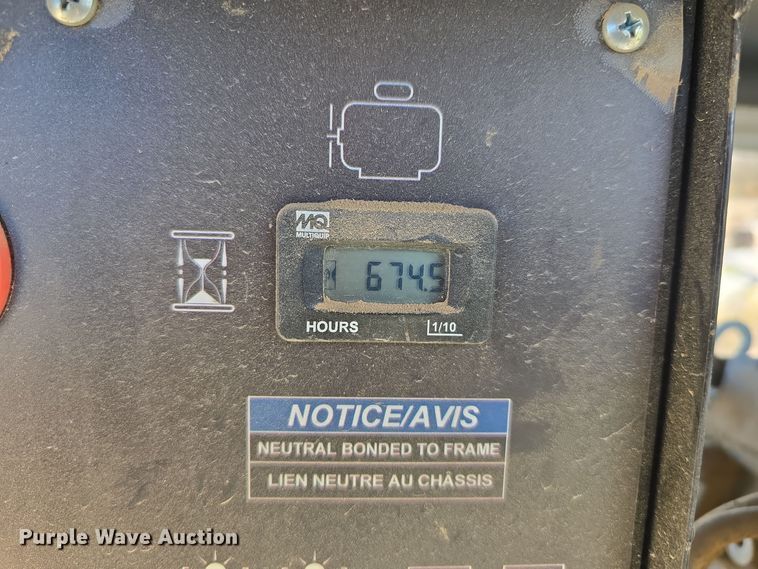 MQ
MULTIQUIP
674.5
HOURS 1/10
NOTICE/AVIS
NEUTRAL BONDED TO FRAME
LIEN NEUTRE AU CHÂSSIS
Purple Wave Auction